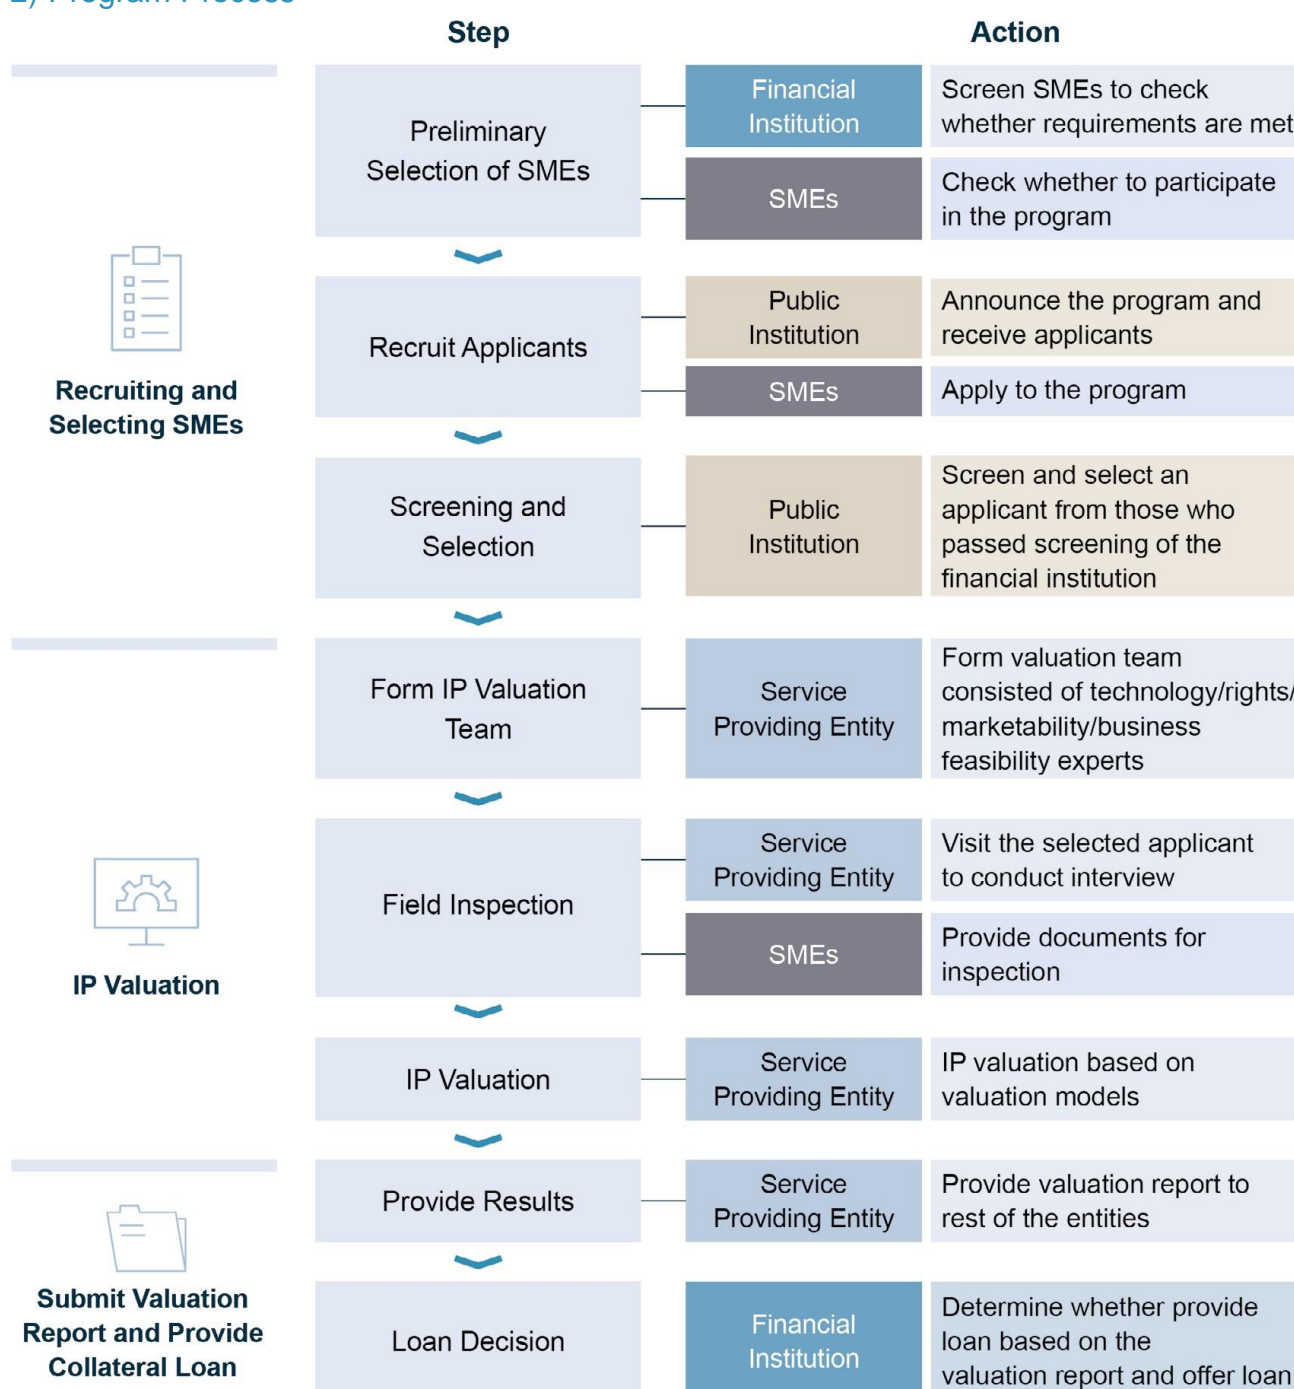 2) Program Process
Step
Action
Recruiting and
Selecting SMEs
Preliminary
Selection of SMEs
Financial
Institution
Screen SMEs to check
whether requirements are met
SMEs
Check whether to participate
in the program
Recruit Applicants
Public
Institution
Announce the program and
receive applicants
SMEs
Apply to the program
Screening and
Selection
Public
Institution
Screen and select an
applicant from those who
passed screening of the
financial institution
IP Valuation
Form IP Valuation
Team
Service
Providing Entity
Form valuation team
consisted of technology/rights/
marketability/business
feasibility experts
Field Inspection
Service
Providing Entity
Visit the selected applicant
to conduct interview
SMEs
Provide documents for
inspection
IP Valuation
Service
Providing Entity
IP valuation based on
valuation models
Submit Valuation
Report and Provide
Collateral Loan
Provide Results
Service
Providing Entity
Provide valuation report to
rest of the entities
Loan Decision
Financial
Institution
Determine whether provide
loan based on the
valuation report and offer loan